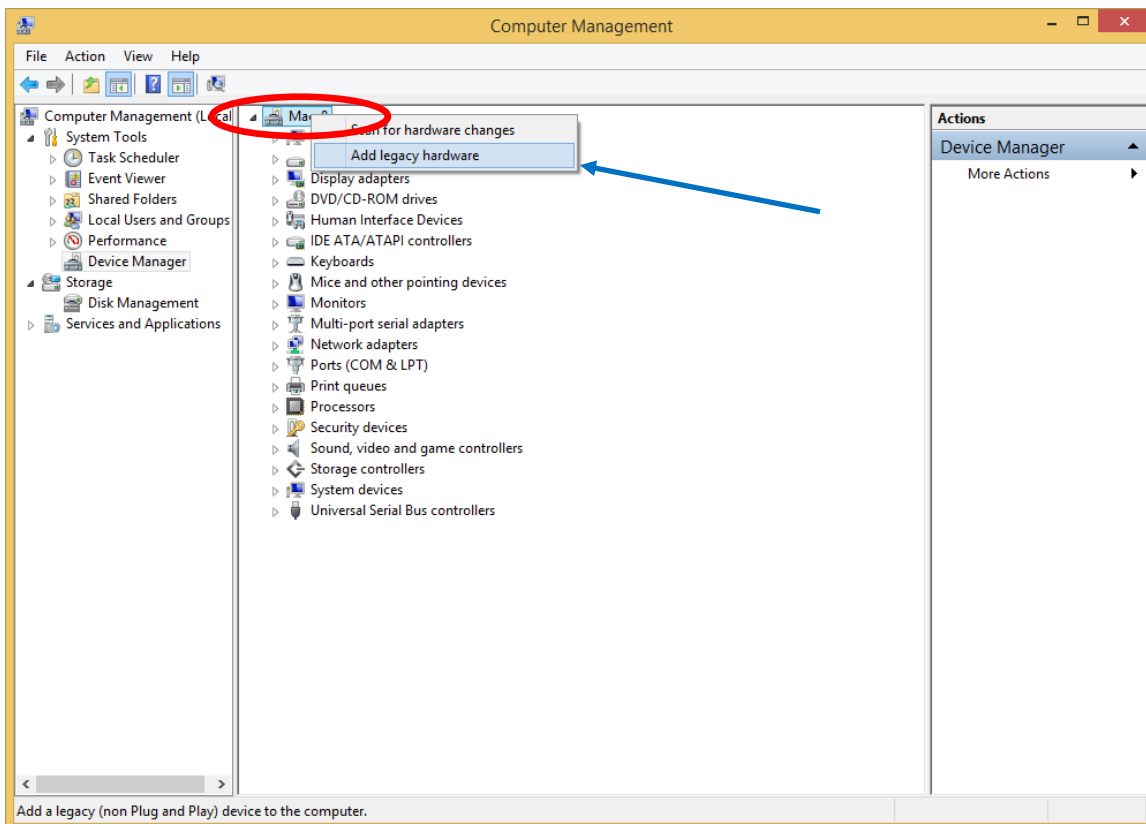 Computer Management
File Action View Help
Computer Management (Local
System Tools
Task Scheduler
Event Viewer
Shared Folders
Local Users and Groups
Performance
Device Manager
Storage
Disk Management
Services and Applications
Scan for hardware changes
Add legacy hardware
Display adapters
DVD/CD-ROM drives
Human Interface Devices
IDE ATA/ATAPI controllers
Keyboards
Mice and other pointing devices
Monitors
Multi-port serial adapters
Network adapters
Ports (COM & LPT)
Print queues
Processors
Security devices
Sound, video and game controllers
Storage controllers
System devices
Universal Serial Bus controllers
Actions
Device Manager
More Actions
Add a legacy (non Plug and Play) device to the computer.